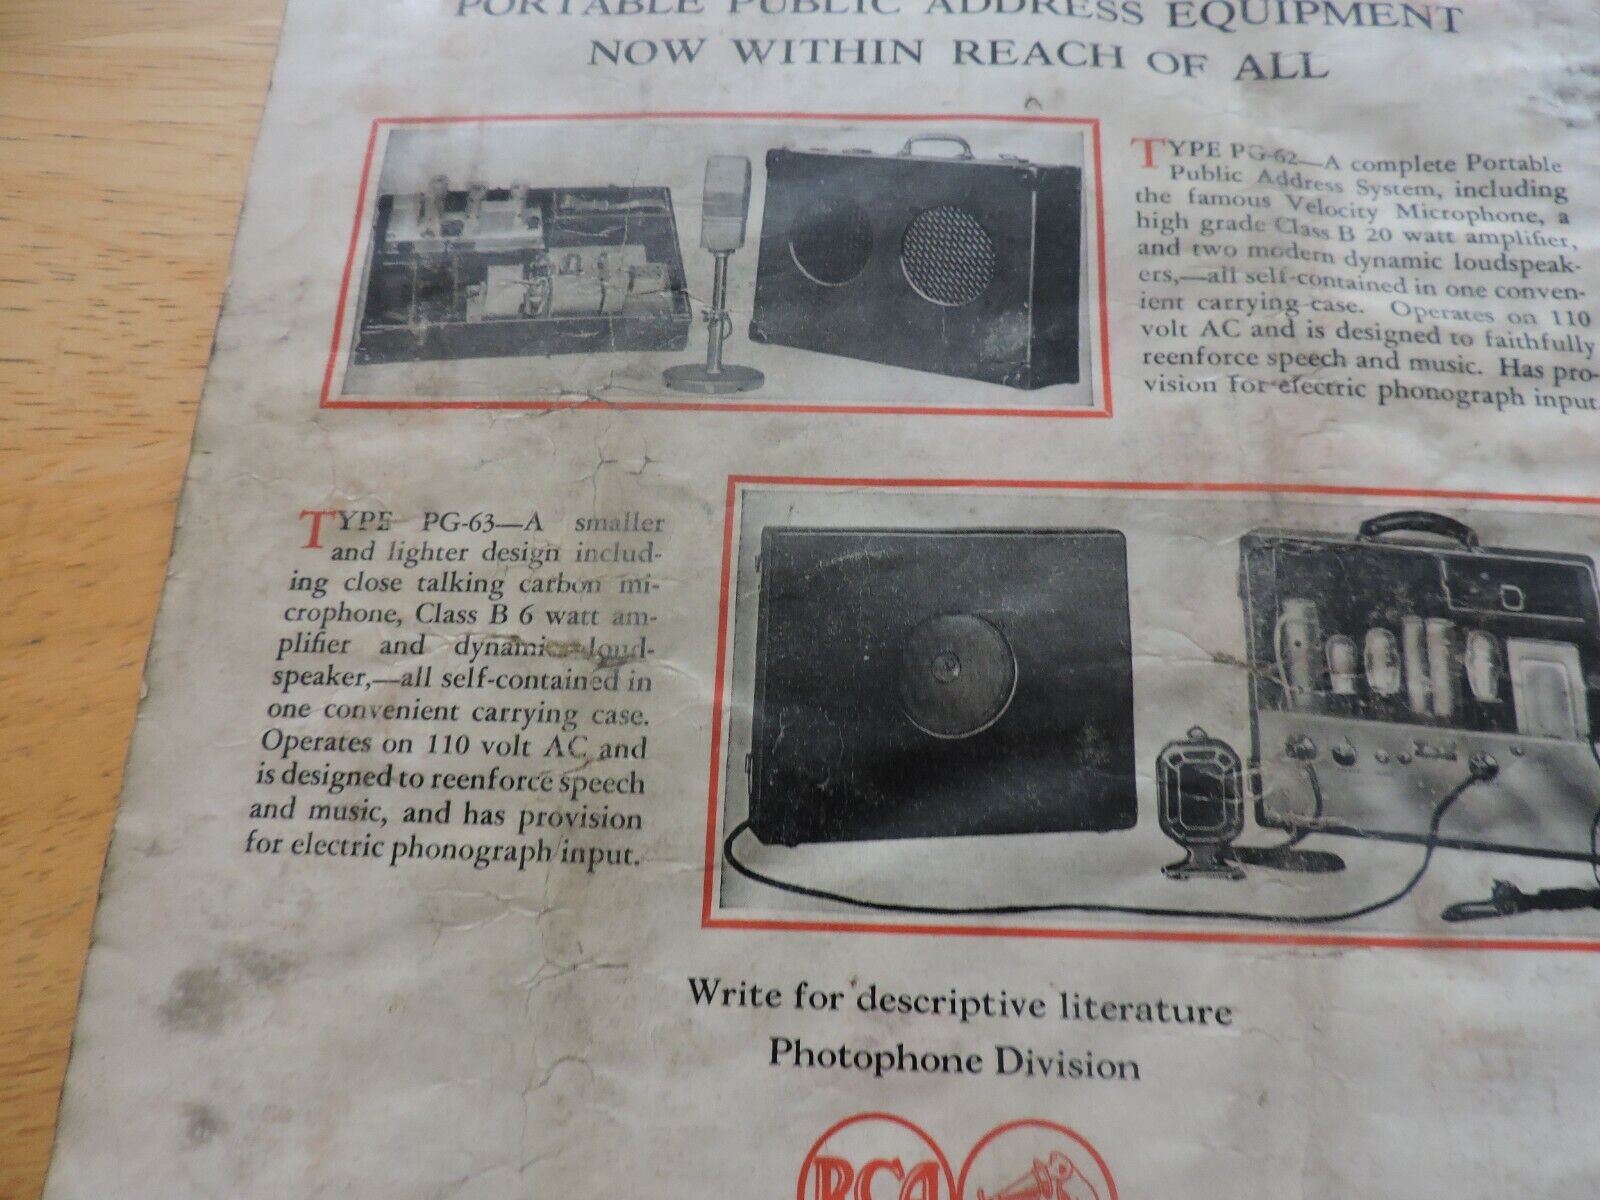 PORTABLE PUBLIC ADDRESS EQUIPMENT
NOW WITHIN REACH OF ALL
TYPE PG-62—A complete Portable
Public Address System, including
the famous Velocity Microphone, a
high grade Class B 20 watt amplifier,
and two modern dynamic loudspeak-
ers,—all self-contained in one conven-
ient carrying case. Operates on 110
volt AC and is designed to faithfully
reenforce speech and music. Has pro-
vision for electric phonograph input.
TYPE PG-63—A smaller
and lighter design includ-
ing close talking carbon mi-
crophone, Class B 6 watt am-
plifier and dynamic loud-
speaker,—all self-contained in
one convenient carrying case.
Operates on 110 volt AC and
is designed to reenforce speech
and music, and has provision
for electric phonograph input.
Write for descriptive literature
Photophone Division
RCA